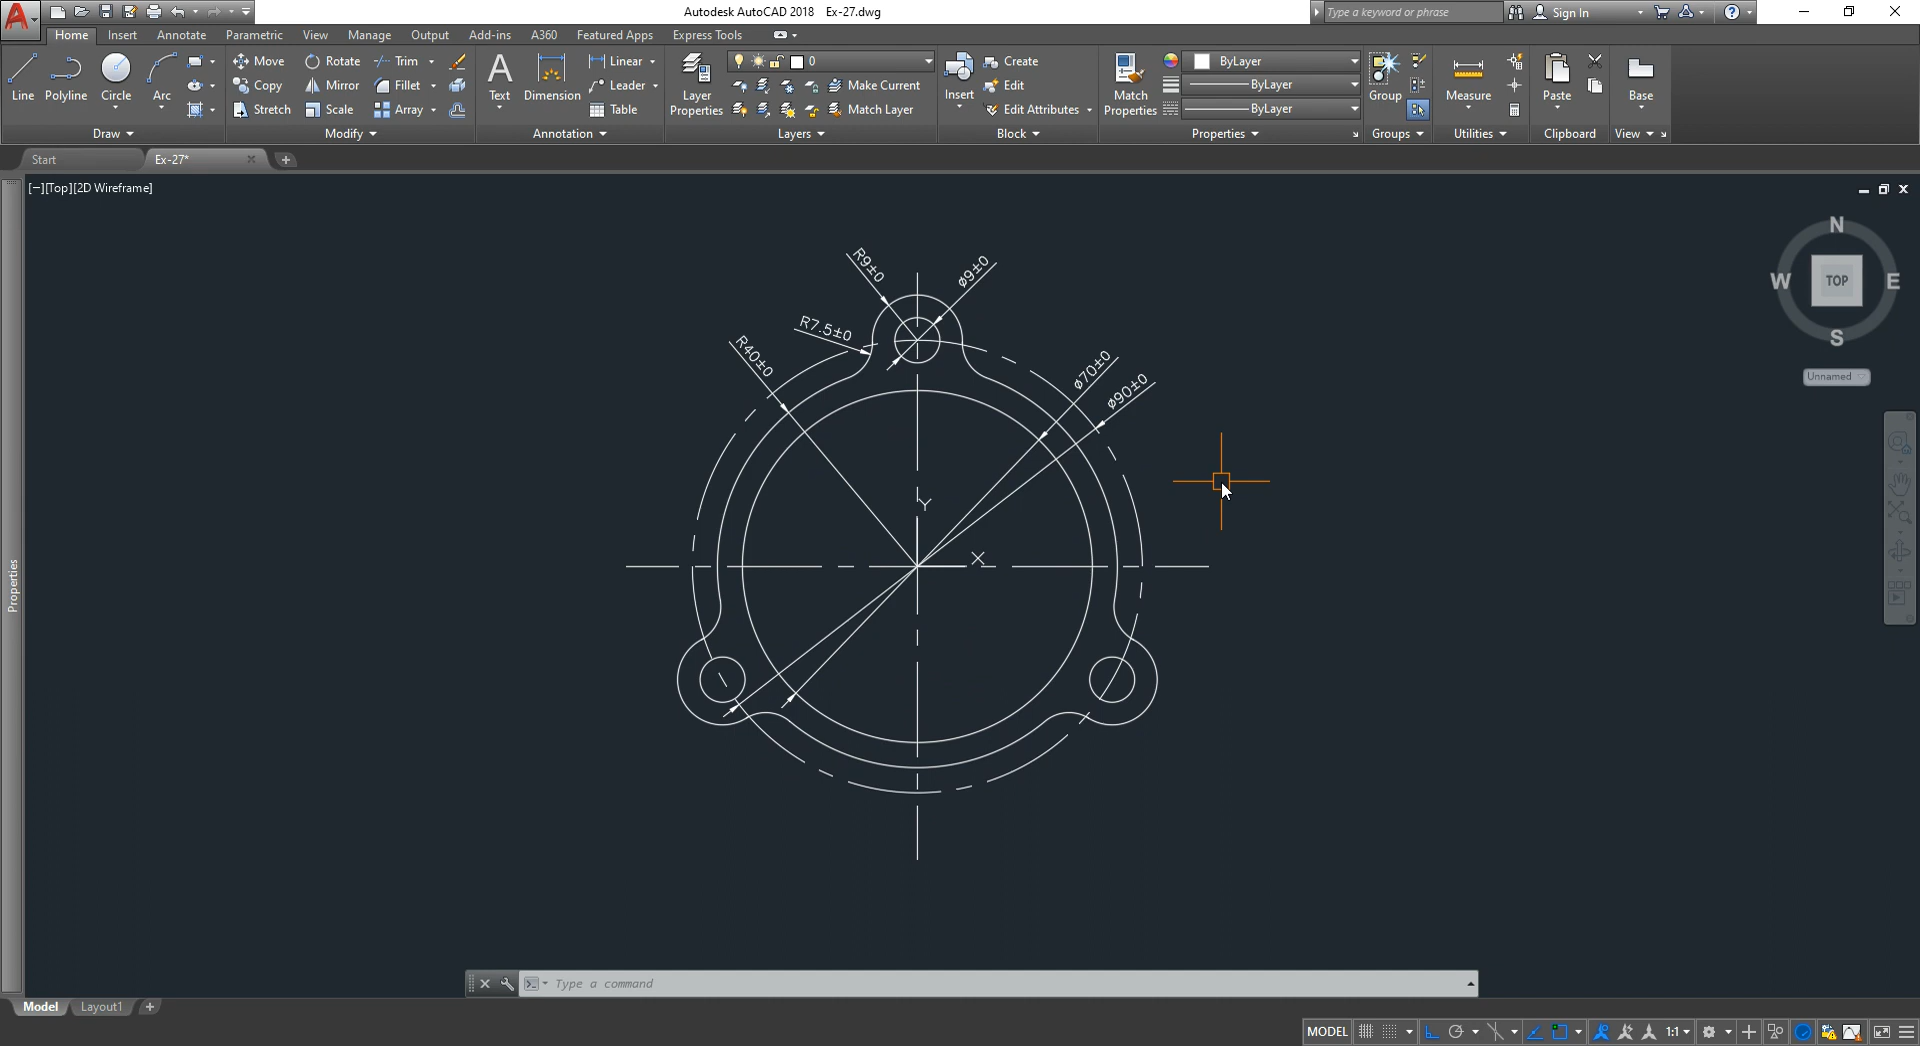 Autodesk AutoCAD 2018 Ex-27.dwg
Type a keyword or phrase
Sign In
Home Insert Annotate Parametric View Manage Output Add-ins A360 Featured Apps Express Tools
Line Polyline Circle Arc
Move Rotate Trim
Copy Mirror Fillet
Stretch Scale Array
Text Dimension
Linear
Leader
Table
Layer
Properties
0
Make Current
Match Layer
Insert
Create
Edit
Edit Attributes
Match
Properties
ByLayer
ByLayer
ByLayer
Group
Measure
Paste
Base
Draw Modify Annotation Layers Block Properties Groups Utilities Clipboard View
Start Ex-27*
[−][Top][2D Wireframe]
N
W TOP E
S
Unnamed
R9±0
⌀9±0
R7.5±0
R40±0
⌀70±0
⌀90±0
Y
X
Properties
Type a command
Model Layout1
MODEL 1:1